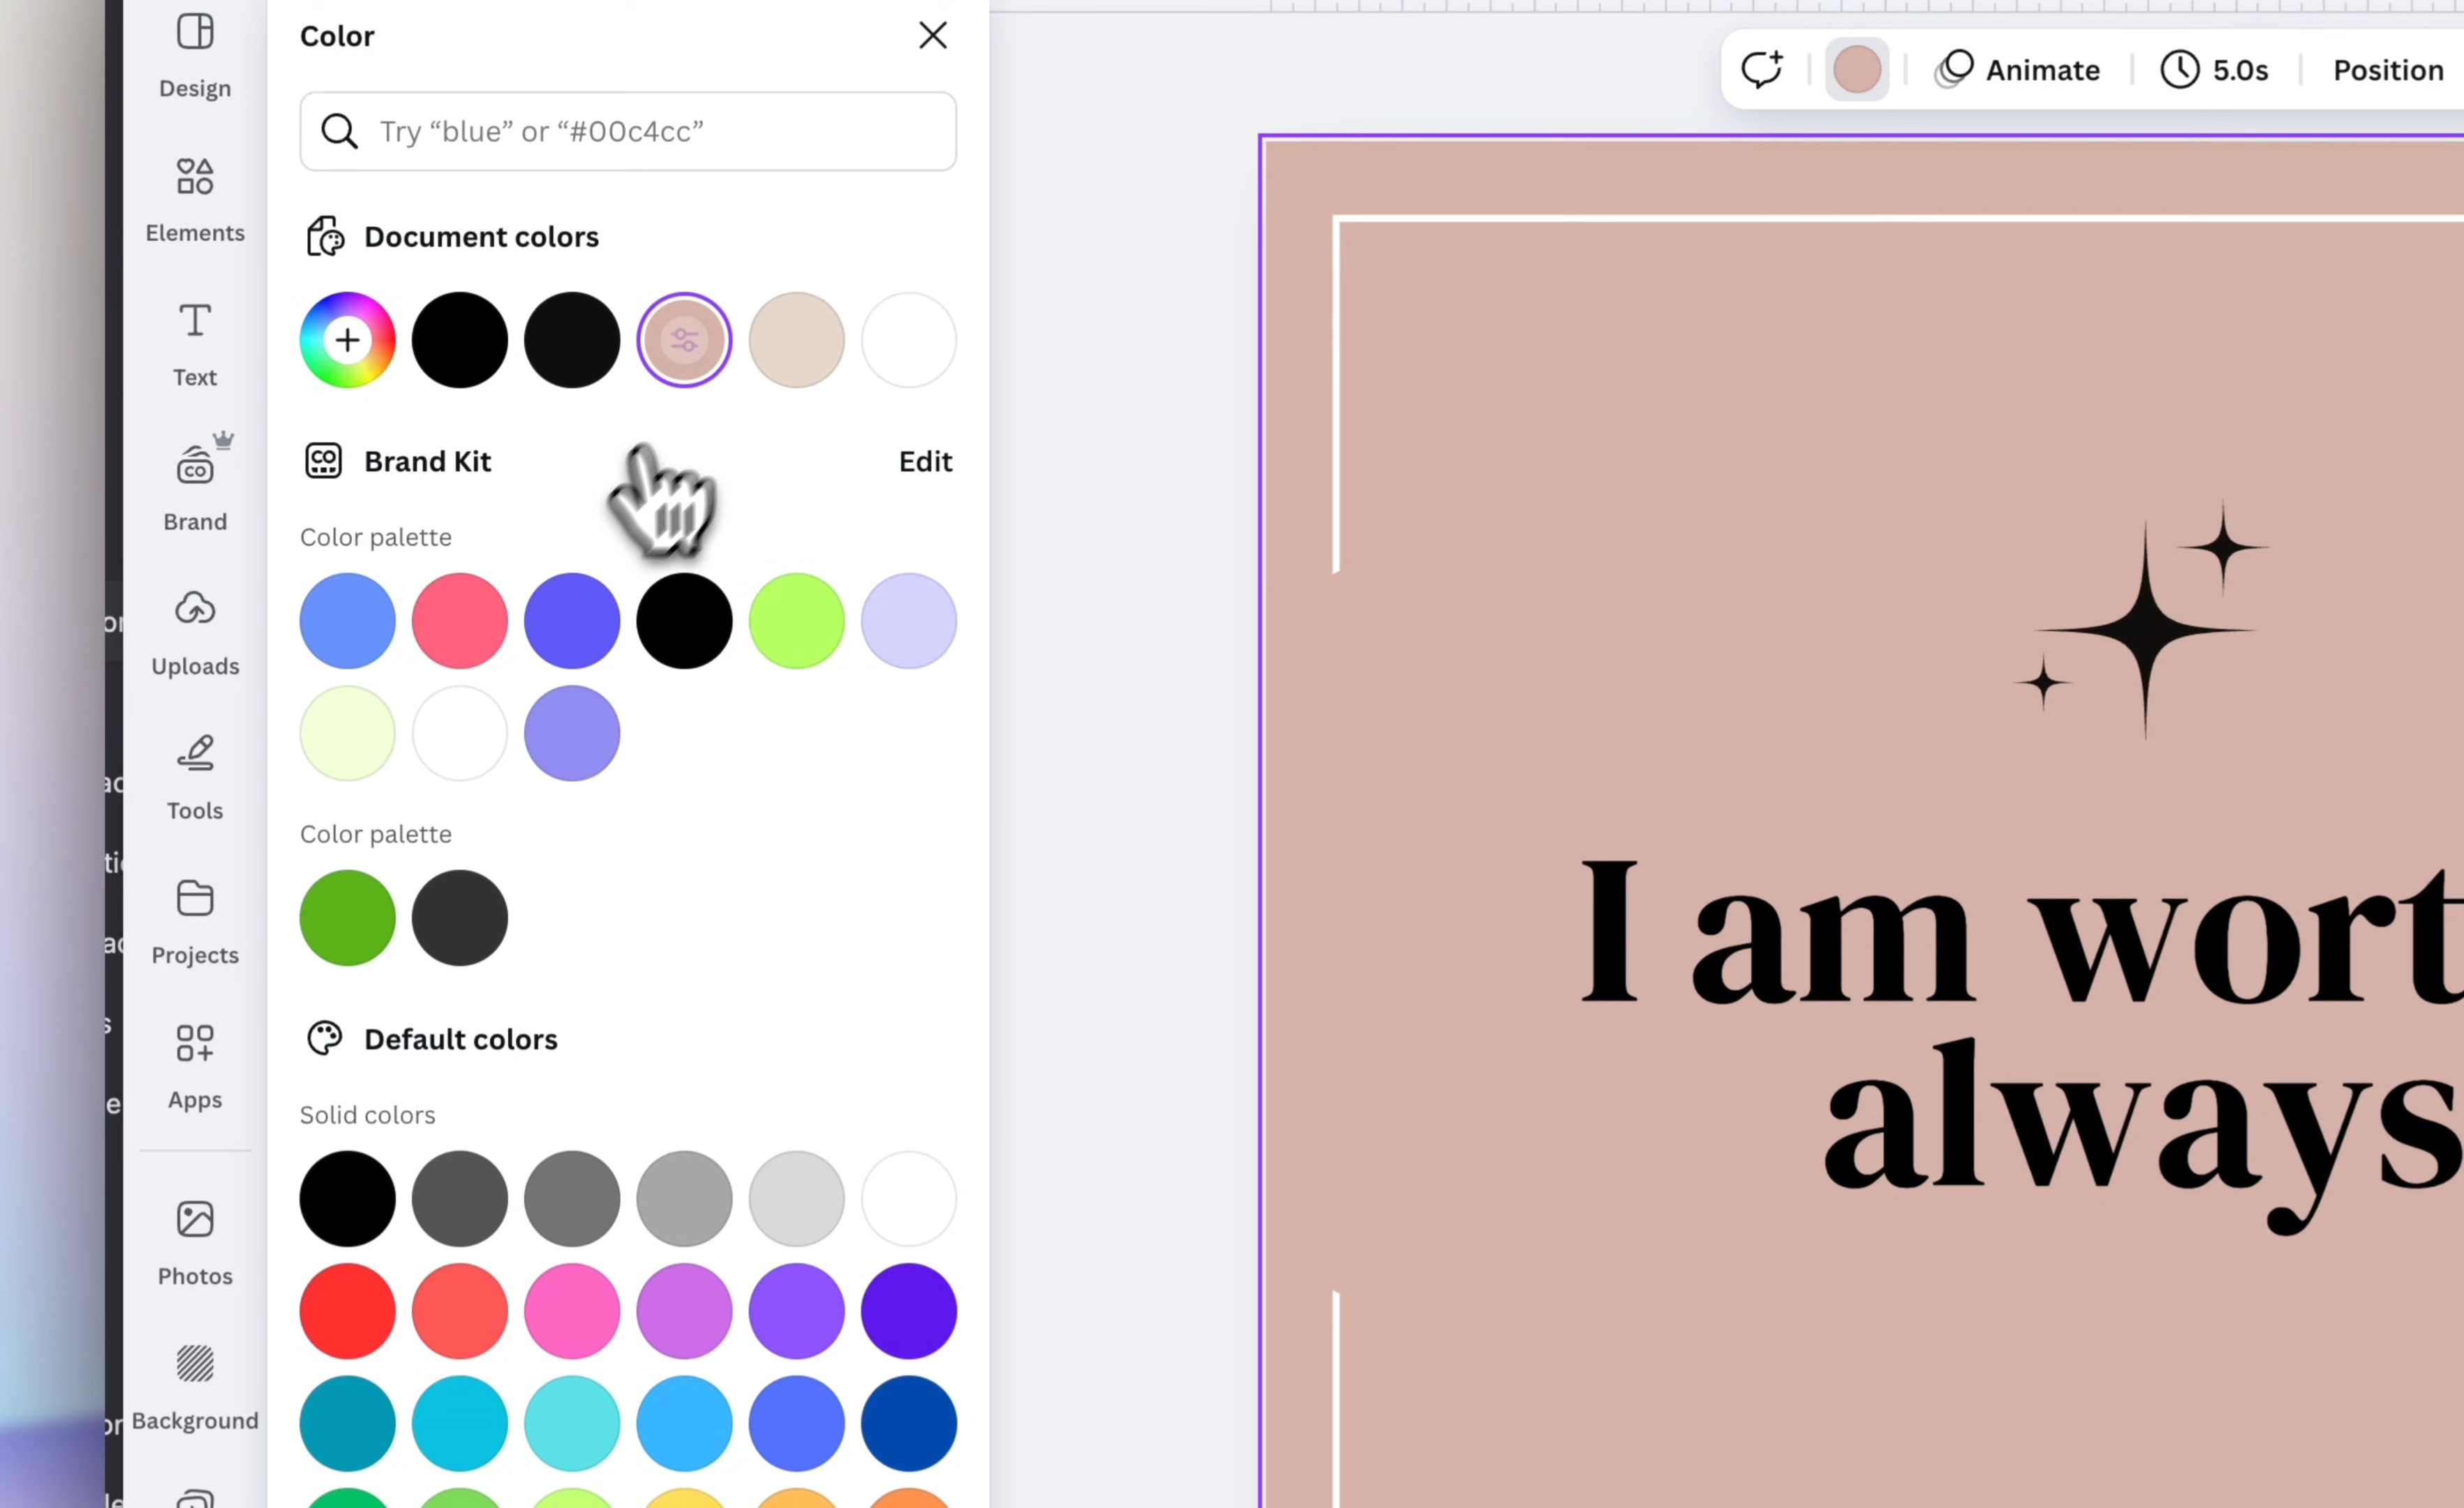 Design
Elements
Text
Brand
Uploads
Tools
Projects
Apps
Photos
Background
Color
Try “blue” or “#00c4cc”
Document colors
Brand Kit
Edit
Color palette
Color palette
Default colors
Solid colors
Animate
5.0s
Position
I am wort
always